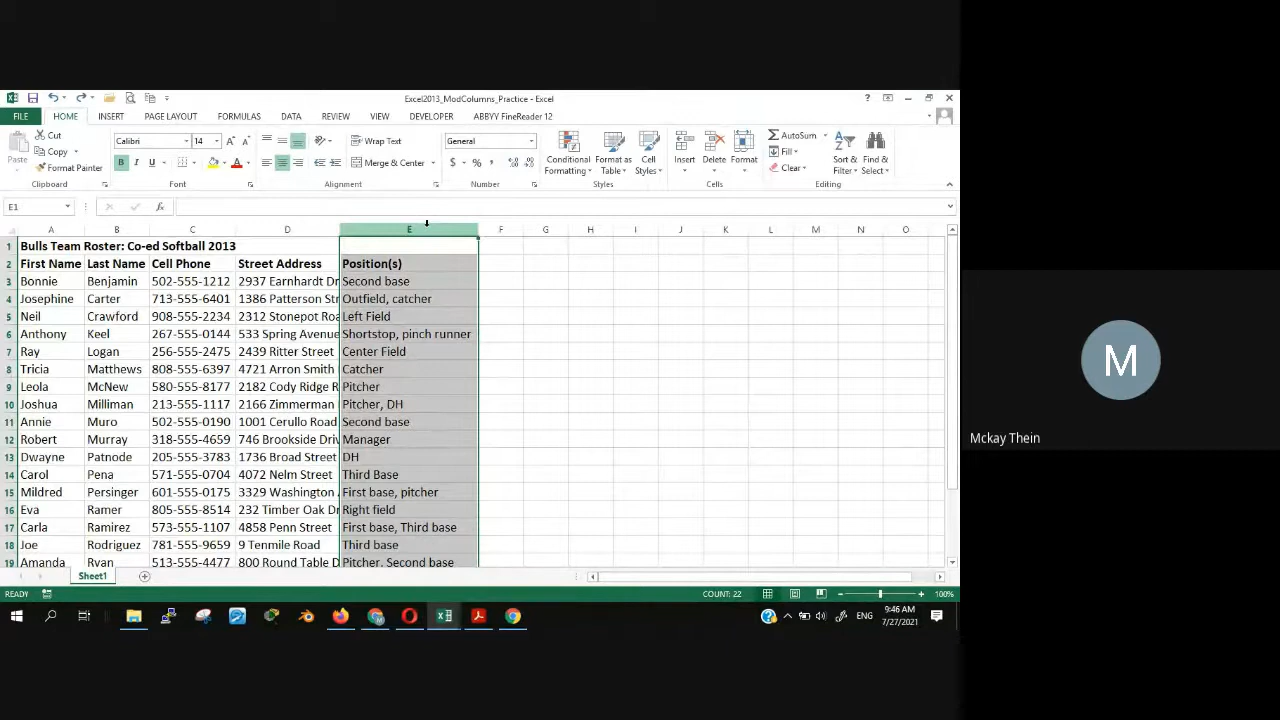 Excel2013_ModColumns_Practice - Excel
FILE HOME INSERT PAGE LAYOUT FORMULAS DATA REVIEW VIEW DEVELOPER ABBYY FineReader 12
Paste
Cut
Copy
Format Painter
Clipboard
Calibri 14
B I U
Font
Wrap Text
Merge & Center
Alignment
General
$ % ,
Number
Conditional Formatting
Format as Table
Cell Styles
Styles
Insert Delete Format
Cells
AutoSum
Fill
Clear
Sort & Filter
Find & Select
Editing
E1 fx
A B C D E F G H I J K L M N O
1 Bulls Team Roster: Co-ed Softball 2013
2 First Name Last Name Cell Phone Street Address Position(s)
3 Bonnie Benjamin 502-555-1212 2937 Earnhardt Dr Second base
4 Josephine Carter 713-555-6401 1386 Patterson Str Outfield, catcher
5 Neil Crawford 908-555-2234 2312 Stonepot Roa Left Field
6 Anthony Keel 267-555-0144 533 Spring Avenue Shortstop, pinch runner
7 Ray Logan 256-555-2475 2439 Ritter Street Center Field
8 Tricia Matthews 808-555-6397 4721 Arron Smith Catcher
9 Leola McNew 580-555-8177 2182 Cody Ridge R Pitcher
10 Joshua Milliman 213-555-1117 2166 Zimmerman Pitcher, DH
11 Annie Muro 502-555-0190 1001 Cerullo Road Second base
12 Robert Murray 318-555-4659 746 Brookside Driv Manager
13 Dwayne Patnode 205-555-3783 1736 Broad Street DH
14 Carol Pena 571-555-0704 4072 Nelm Street Third Base
15 Mildred Persinger 601-555-0175 3329 Washington First base, pitcher
16 Eva Ramer 805-555-8514 232 Timber Oak Dr Right field
17 Carla Ramirez 573-555-1107 4858 Penn Street First base, Third base
18 Joe Rodriguez 781-555-9659 9 Tenmile Road Third base
19 Amanda Ryan 513-555-4477 800 Round Table D Pitcher, Second base
Sheet1
READY COUNT: 22 100%
ENG
9:46 AM
7/27/2021
M
Mckay Thein